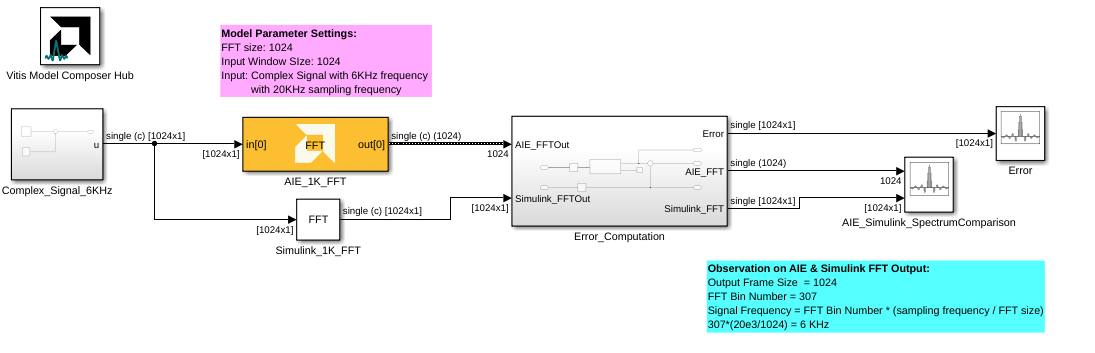 Model Parameter Settings:
FFT size: 1024
Input Window SIze: 1024
Input: Complex Signal with 6KHz frequency
with 20KHz sampling frequency
Vitis Model Composer Hub
single (c) [1024x1]
u
[1024x1]
Complex_Signal_6KHz
in[0]
FFT
out[0]
single (c) (1024)
1024
AIE_1K_FFT
FFT
[1024x1]
single (c) [1024x1]
[1024x1]
Simulink_1K_FFT
AIE_FFTOut
Simulink_FFTOut
Error
AIE_FFT
Simulink_FFT
Error_Computation
single [1024x1]
[1024x1]
Error
single (1024)
1024
single [1024x1]
[1024x1]
AIE_Simulink_SpectrumComparison
Observation on AIE & Simulink FFT Output:
Output Frame Size  = 1024
FFT Bin Number = 307
Signal Frequency = FFT Bin Number * (sampling frequency / FFT size)
307*(20e3/1024) = 6 KHz